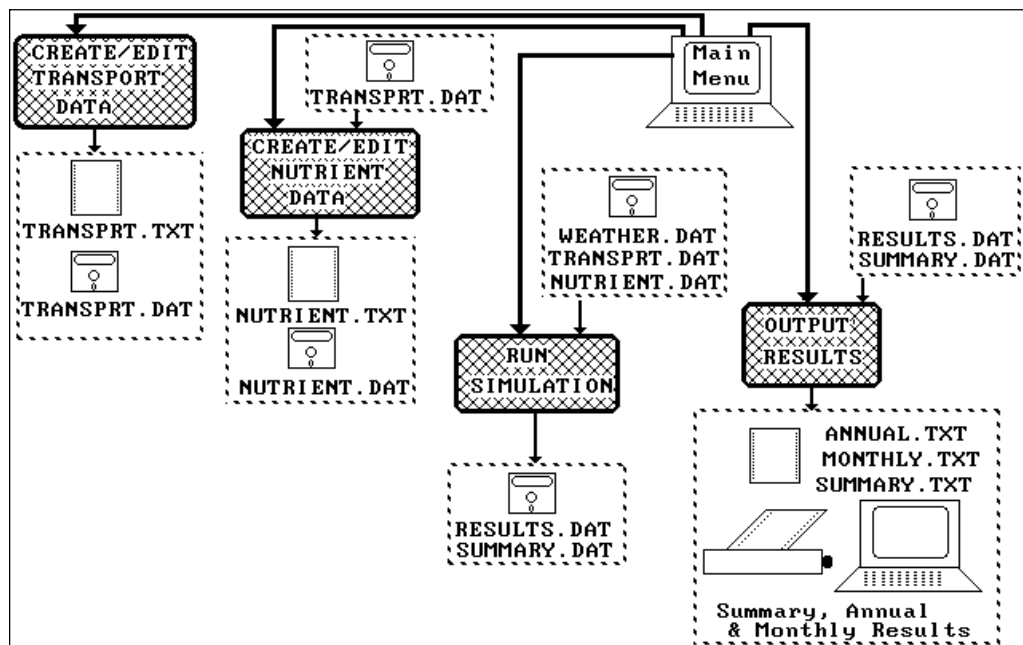 Main
Menu
CREATE/EDIT
TRANSPORT
DATA
TRANSPRT.TXT
TRANSPRT.DAT
TRANSPRT.DAT
CREATE/EDIT
NUTRIENT
DATA
NUTRIENT.TXT
NUTRIENT.DAT
WEATHER.DAT
TRANSPRT.DAT
NUTRIENT.DAT
RUN
SIMULATION
RESULTS.DAT
SUMMARY.DAT
RESULTS.DAT
SUMMARY.DAT
OUTPUT
RESULTS
ANNUAL.TXT
MONTHLY.TXT
SUMMARY.TXT
Summary, Annual
& Monthly Results